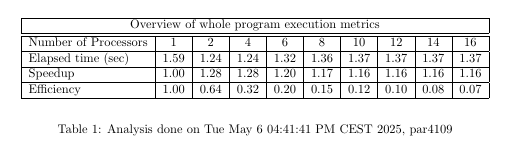 Overview of whole program execution metrics
Number of Processors 1 2 4 6 8 10 12 14 16
Elapsed time (sec) 1.59 1.24 1.24 1.32 1.36 1.37 1.37 1.37 1.37
Speedup 1.00 1.28 1.28 1.20 1.17 1.16 1.16 1.16 1.16
Efficiency 1.00 0.64 0.32 0.20 0.15 0.12 0.10 0.08 0.07
Table 1: Analysis done on Tue May 6 04:41:41 PM CEST 2025, par4109